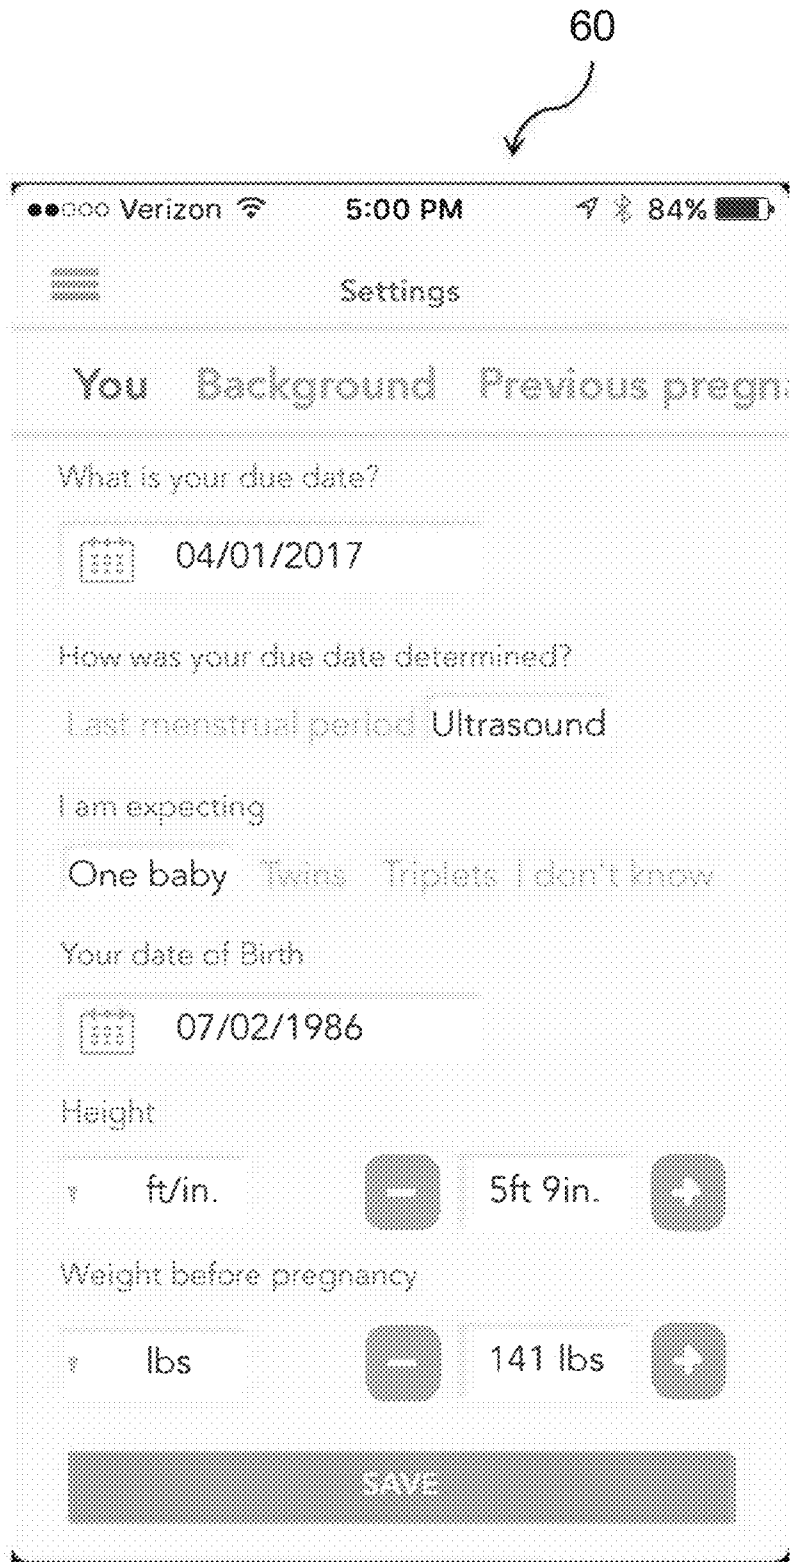 60
Verizon 5:00 PM 84%
Settings
You Background Previous pregna
What is your due date?
04/01/2017
How was your due date determined?
Last menstrual period Ultrasound
I am expecting
One baby Twins Triplets I don't know
Your date of Birth
07/02/1986
Height
ft/in. 5ft 9in.
Weight before pregnancy
lbs 141 lbs
SAVE